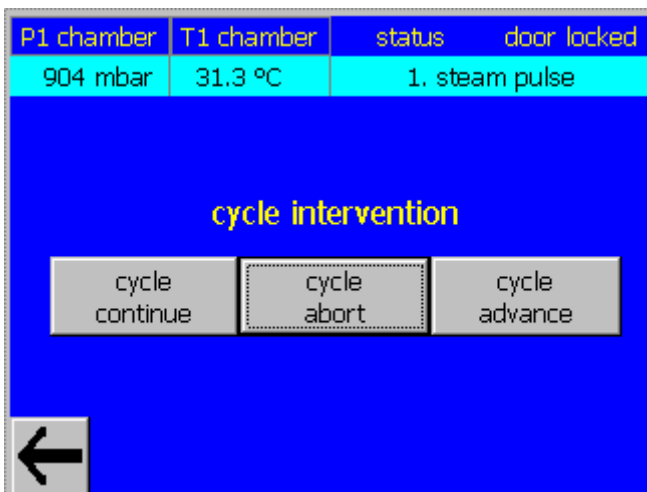 P1 chamber T1 chamber status door locked
904 mbar 31.3 ºC 1. steam pulse
cycle intervention
cycle continue
cycle abort
cycle advance